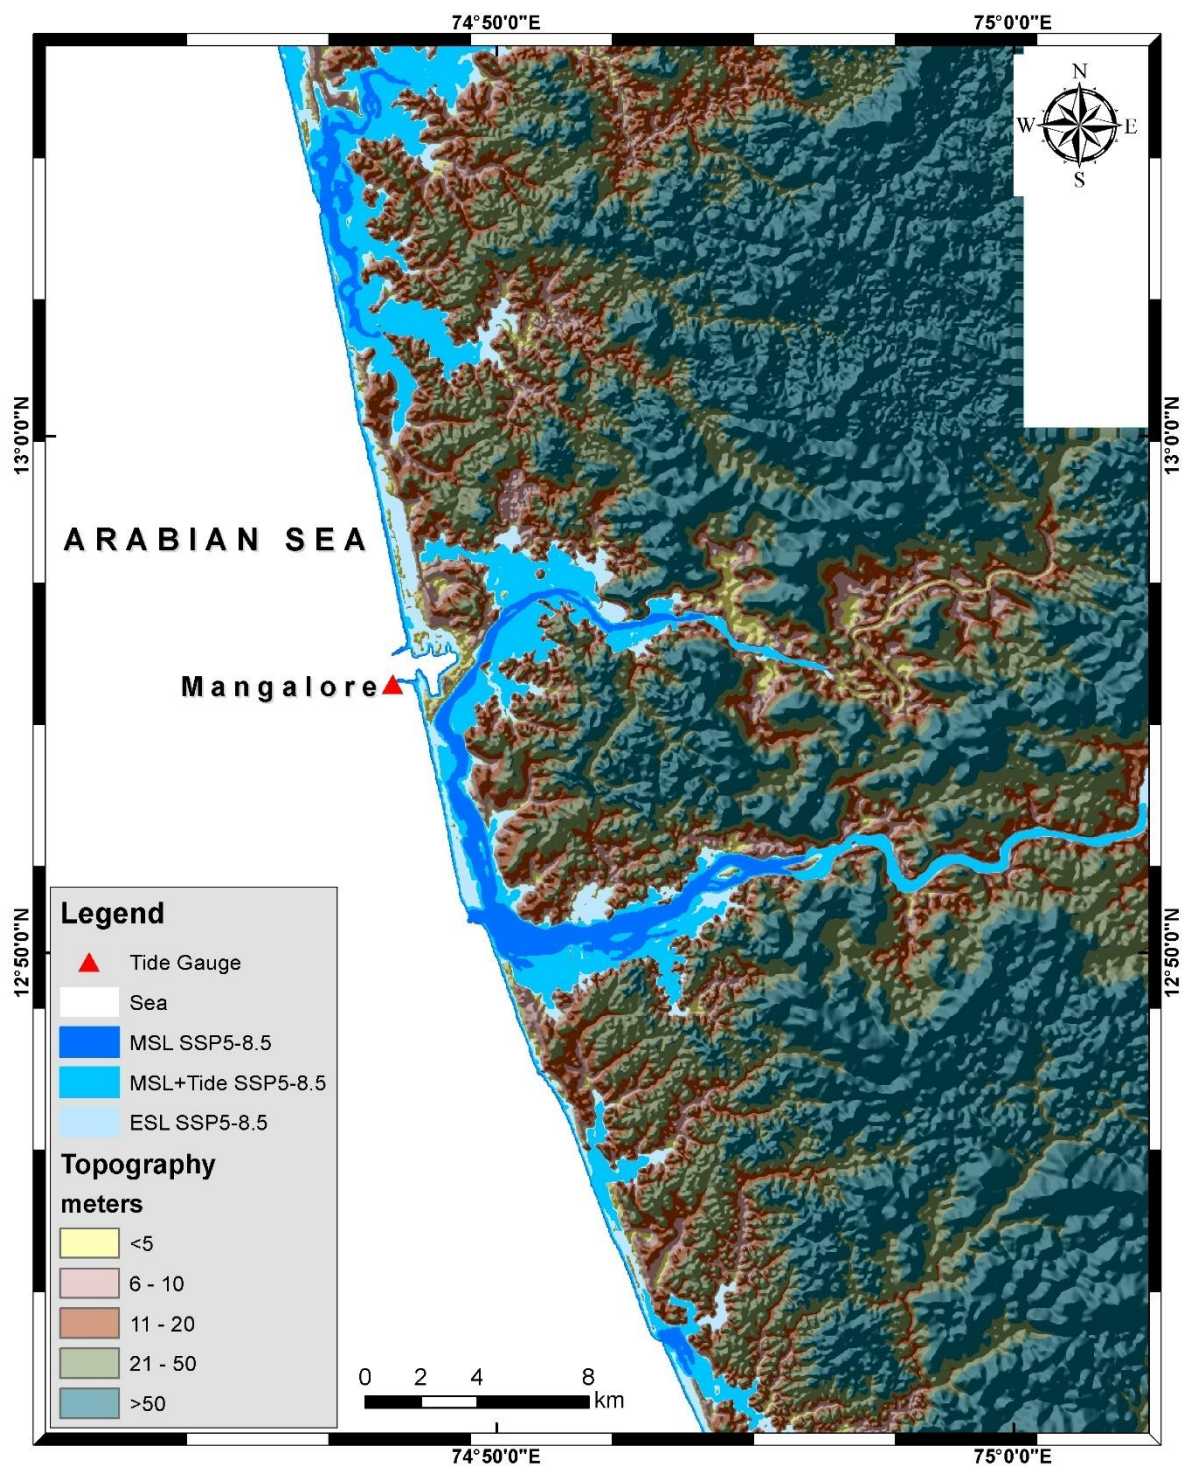 74°50'0"E
75°0'0"E
N
W
E
S
13°0'0"N
13°0'0"N
ARABIAN SEA
Mangalore
12°50'0"N
12°50'0"N
Legend
Tide Gauge
Sea
MSL SSP5-8.5
MSL+Tide SSP5-8.5
ESL SSP5-8.5
Topography
meters
<5
6 - 10
11 - 20
21 - 50
>50
0 2 4 8
km
74°50'0"E
75°0'0"E